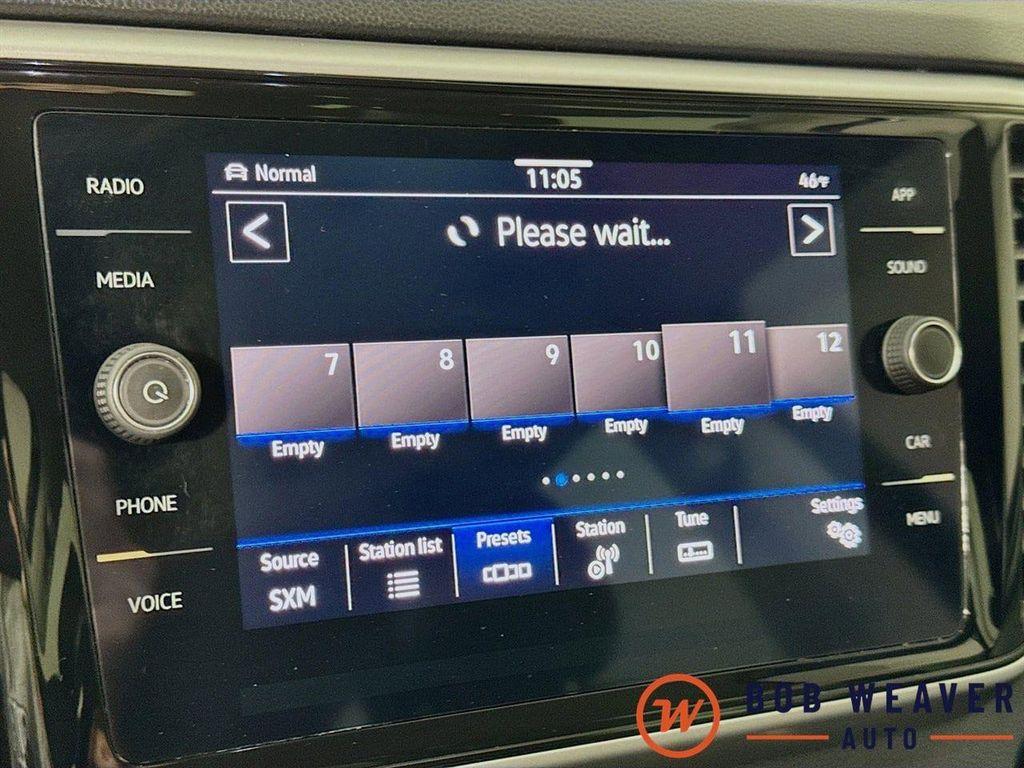 RADIO
MEDIA
PHONE
VOICE
Normal
11:05
46°F
<
Please wait...
>
7
8
9
10
11
12
Empty
Empty
Empty
Empty
Empty
Empty
Source
SXM
Station list
Presets
Station
Tune
Settings
APP
SOUND
CAR
MENU
W
BOB WEAVER
AUTO